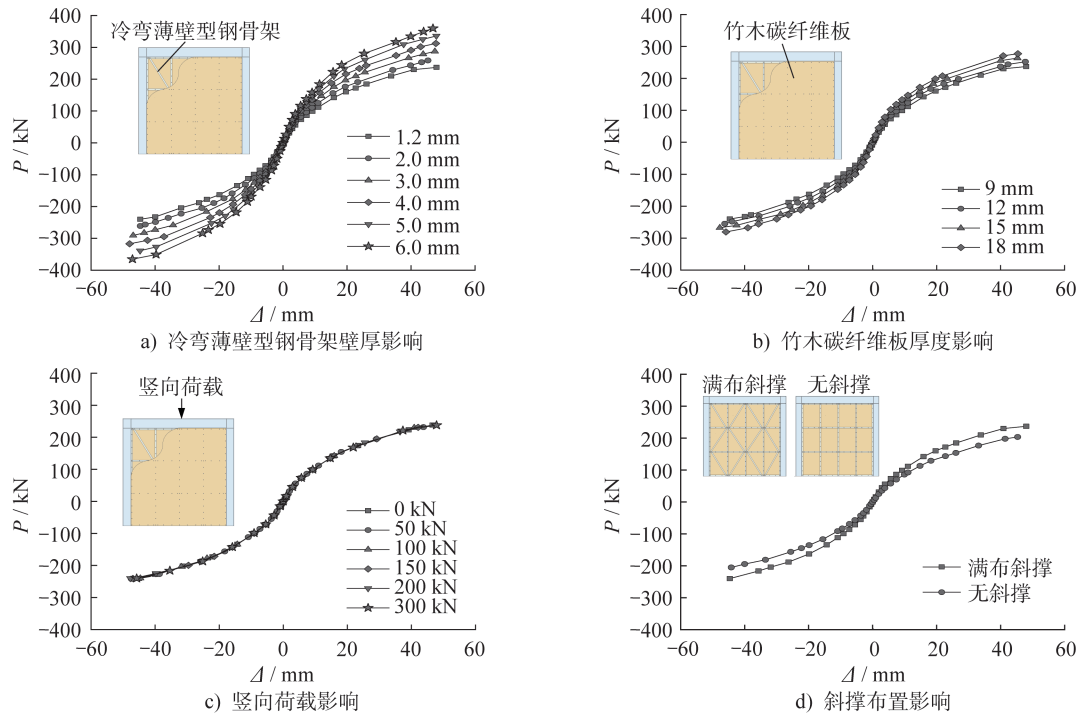 400
300
200
100
0
−100
−200
−300
−400
P / kN
冷弯薄壁型钢骨架
1.2 mm
2.0 mm
3.0 mm
4.0 mm
5.0 mm
6.0 mm
−60 −40 −20 0 20 40 60
Δ / mm
a) 冷弯薄壁型钢骨架壁厚影响
400
300
200
100
0
−100
−200
−300
−400
P / kN
竹木碳纤维板
9 mm
12 mm
15 mm
18 mm
−60 −40 −20 0 20 40 60
Δ / mm
b) 竹木碳纤维板厚度影响
400
300
200
100
0
−100
−200
−300
−400
P / kN
竖向荷载
0 kN
50 kN
100 kN
150 kN
200 kN
300 kN
−60 −40 −20 0 20 40 60
Δ / mm
c) 竖向荷载影响
400
300
200
100
0
−100
−200
−300
−400
P / kN
满布斜撑 无斜撑
满布斜撑
无斜撑
−60 −40 −20 0 20 40 60
Δ / mm
d) 斜撑布置影响